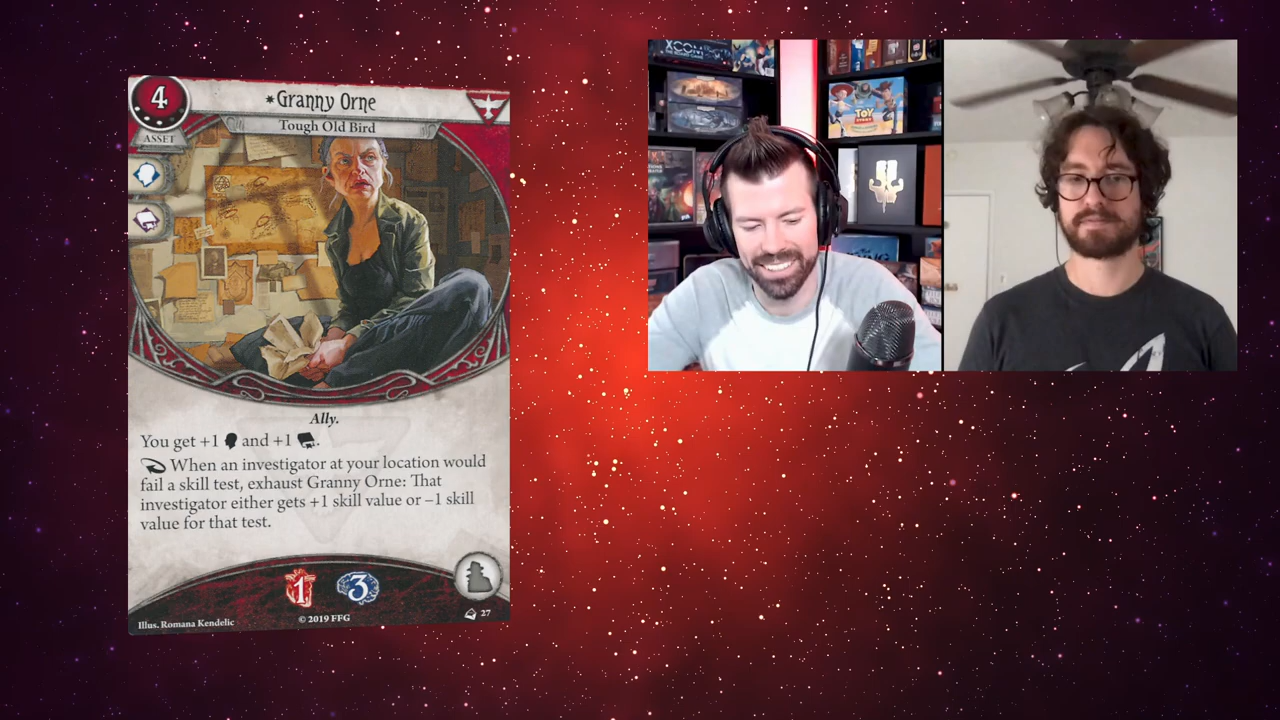 4
ASSET
✶Granny Orne
Tough Old Bird
Ally.
You get +1 and +1 .
When an investigator at your location would
fail a skill test, exhaust Granny Orne: That
investigator either gets +1 skill value or –1 skill
value for that test.
1
3
Illus. Romana Kendelic
© 2019 FFG
27
XCOM
TOY
STORY